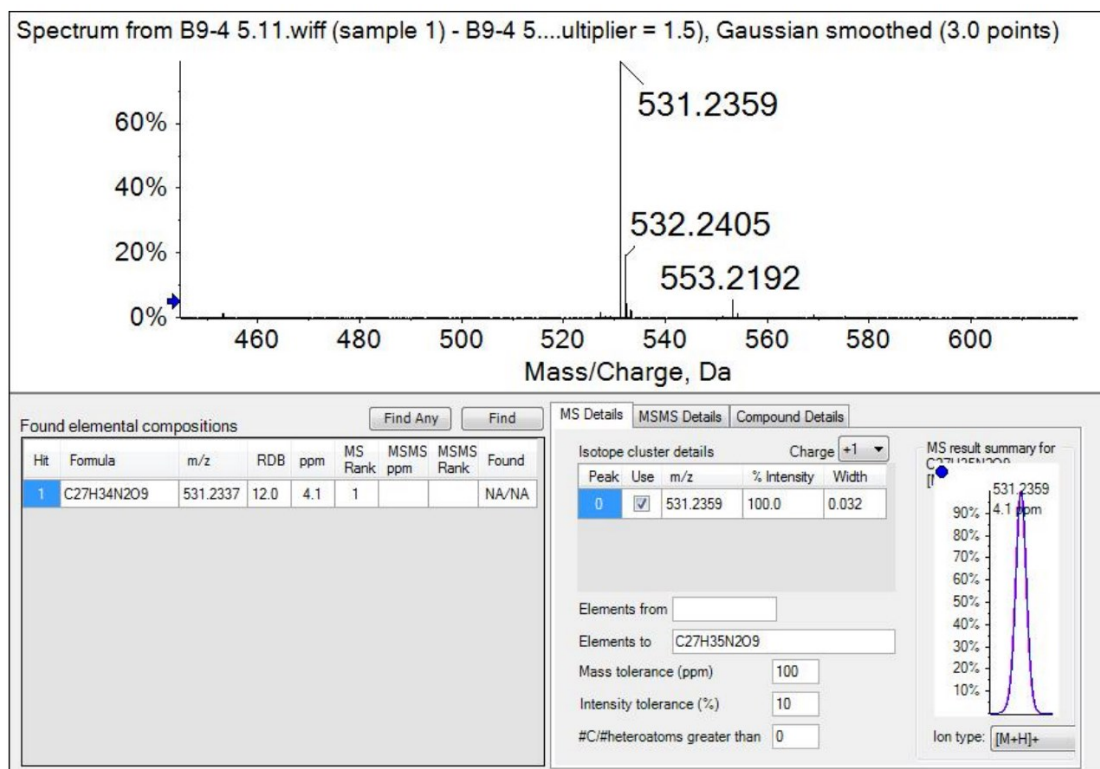 Spectrum from B9-4 5.11.wiff (sample 1) - B9-4 5....ultiplier = 1.5), Gaussian smoothed (3.0 points)
60%
40%
20%
0%
531.2359
532.2405
553.2192
460 480 500 520 540 560 580 600
Mass/Charge, Da
Found elemental compositions
Find Any
Find
Hit Formula m/z RDB ppm MS Rank MSMS ppm MSMS Rank Found
1 C27H34N2O9 531.2337 12.0 4.1 1 NA/NA
MS Details MSMS Details Compound Details
Isotope cluster details
Charge +1
Peak Use m/z % Intensity Width
0 531.2359 100.0 0.032
Elements from
Elements to C27H35N2O9
Mass tolerance (ppm) 100
Intensity tolerance (%) 10
#C/#heteroatoms greater than 0
MS result summary for
531.2359
4.1 ppm
90%
80%
70%
60%
50%
40%
30%
20%
10%
Ion type: [M+H]+